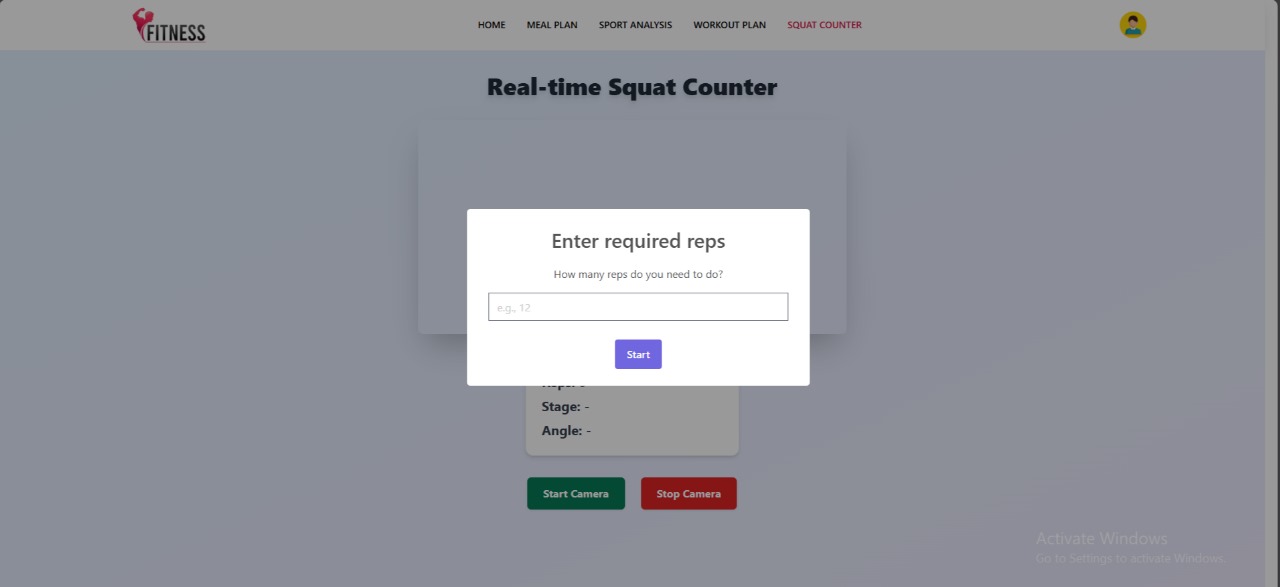 FITNESS
HOME MEAL PLAN SPORT ANALYSIS WORKOUT PLAN SQUAT COUNTER
Real-time Squat Counter
Enter required reps
How many reps do you need to do?
e.g., 12
Start
Stage: -
Angle: -
Start Camera Stop Camera
Activate Windows
Go to Settings to activate Windows.